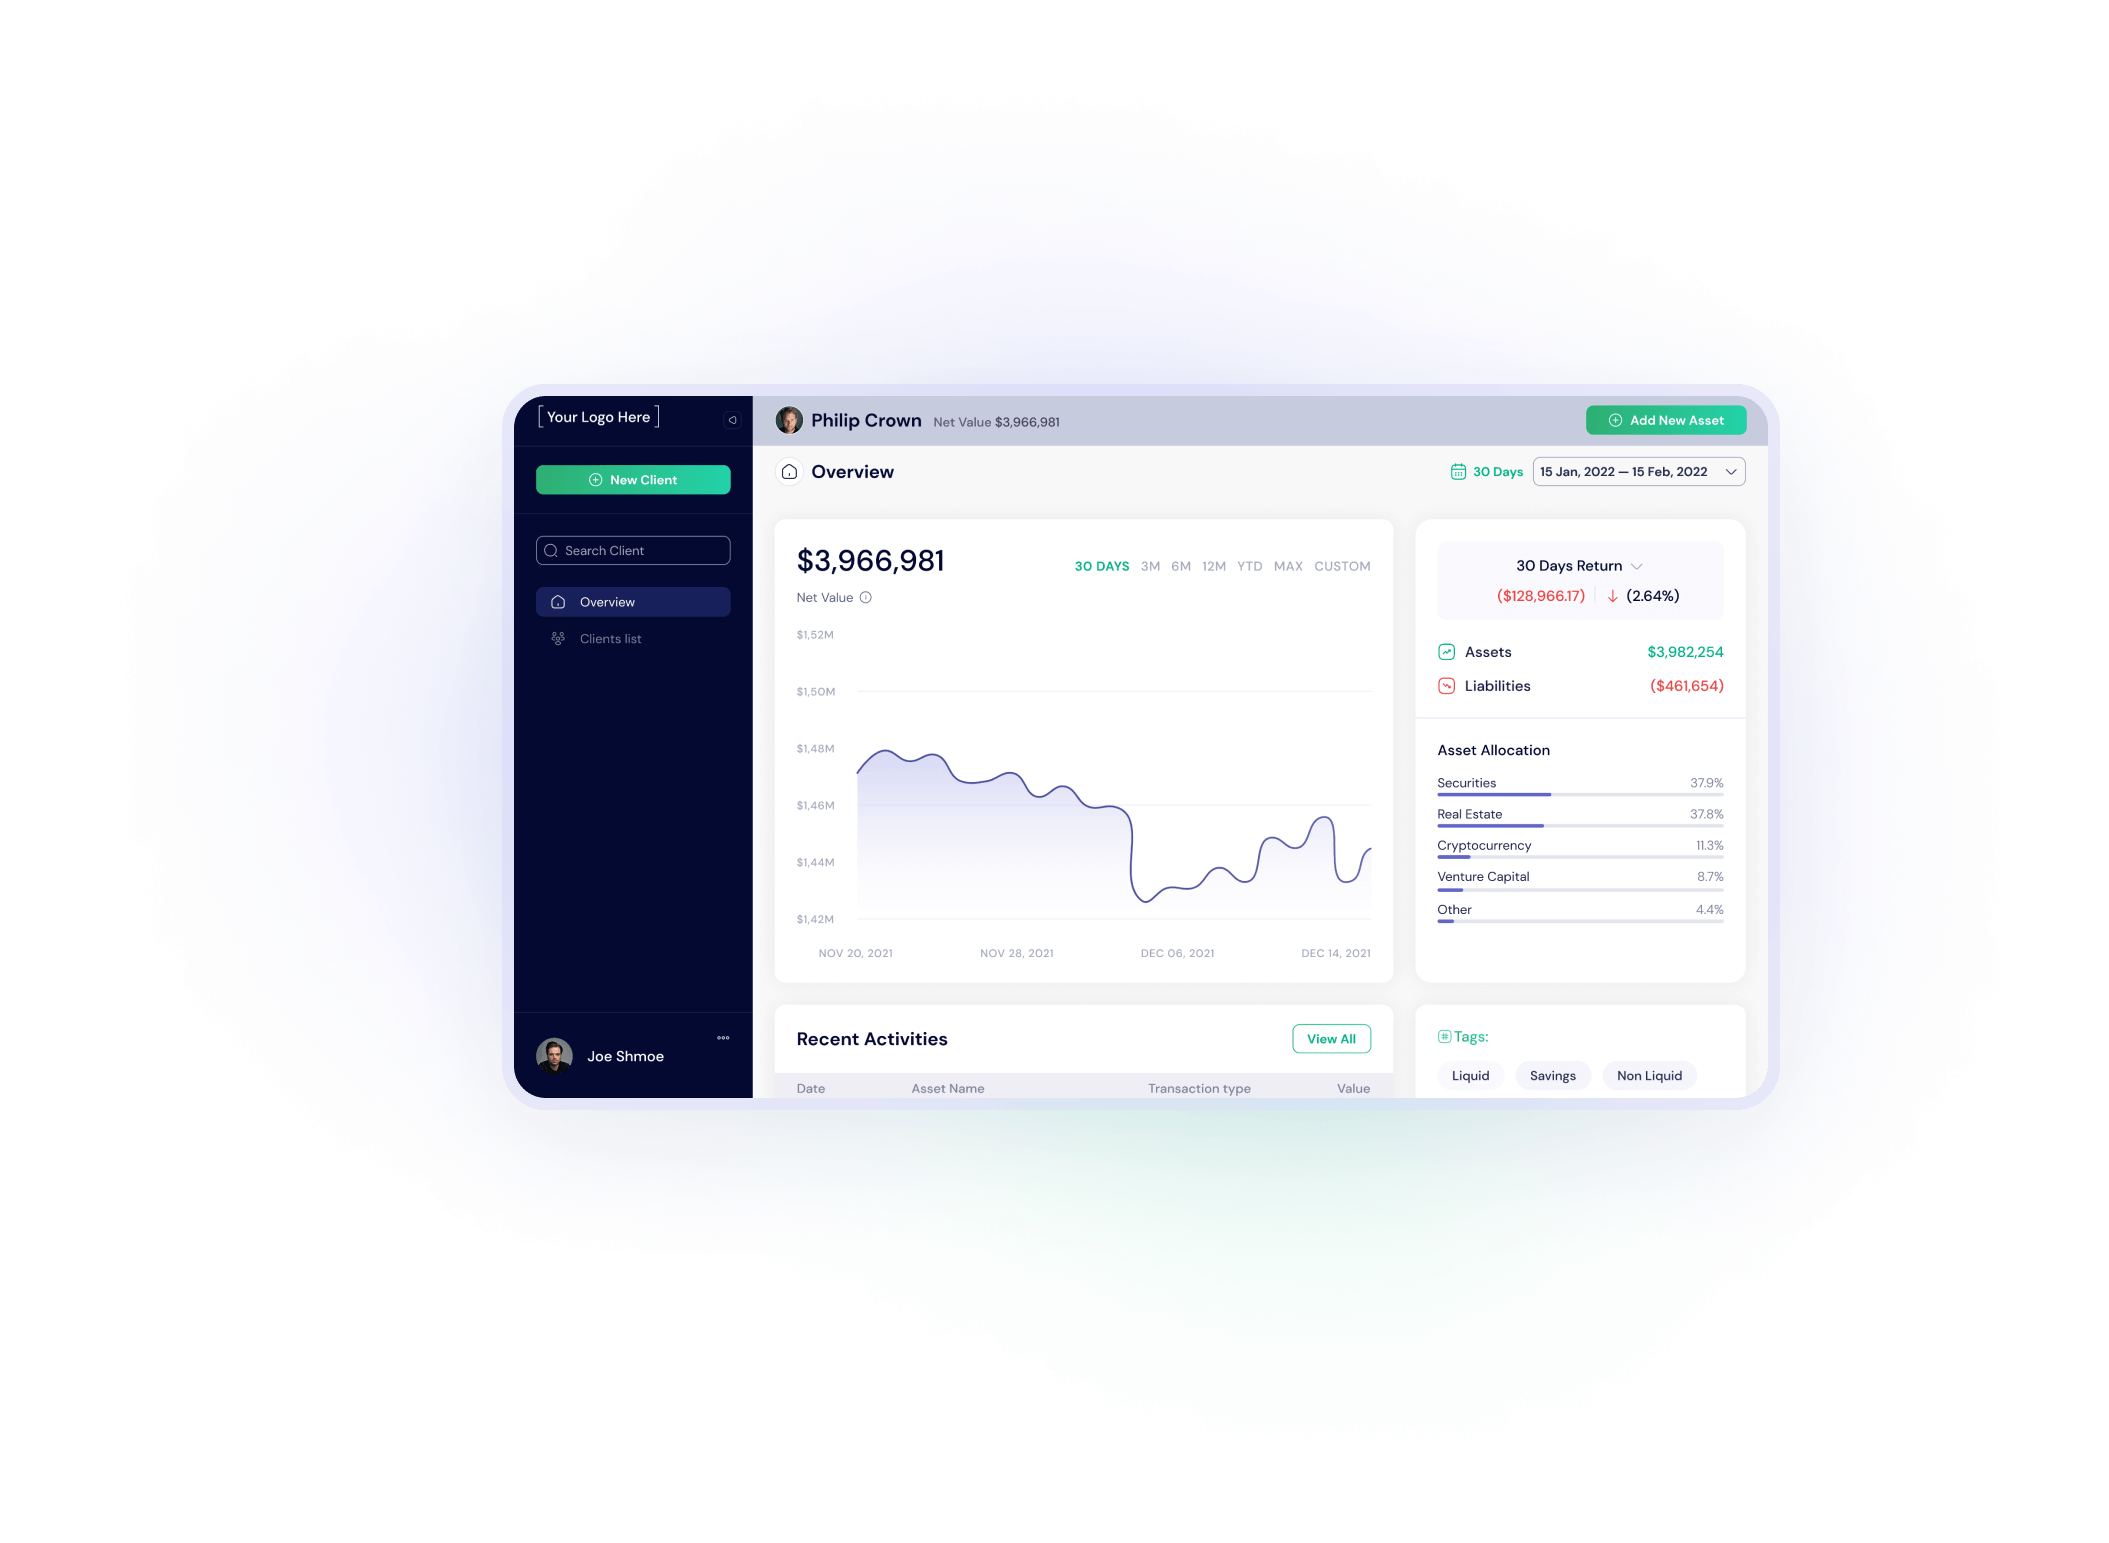 [Your Logo Here]
New Client
Search Client
Overview
Clients list
Joe Shmoe
Philip Crown Net Value $3,966,981
Add New Asset
Overview
30 Days 15 Jan, 2022 — 15 Feb, 2022
$3,966,981
30 DAYS 3M 6M 12M YTD MAX CUSTOM
Net Value
$1,52M
$1,50M
$1,48M
$1,46M
$1,44M
$1,42M
NOV 20, 2021 NOV 28, 2021 DEC 06, 2021 DEC 14, 2021
30 Days Return
($128,966.17) (2.64%)
Assets $3,982,254
Liabilities ($461,654)
Asset Allocation
Securities 37.9%
Real Estate 37.8%
Cryptocurrency 11.3%
Venture Capital 8.7%
Other 4.4%
Recent Activities
View All
Date Asset Name Transaction type Value
Tags:
Liquid Savings Non Liquid